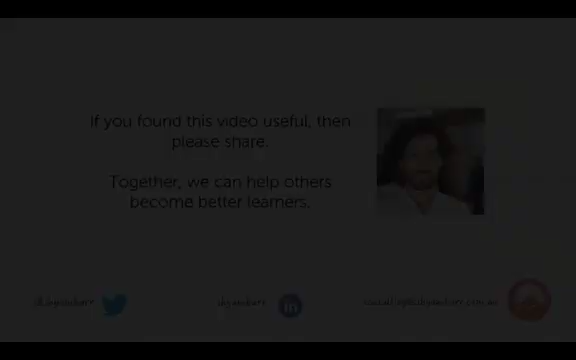 If you found this video useful, then
please share.
Together, we can help others
become better learners.